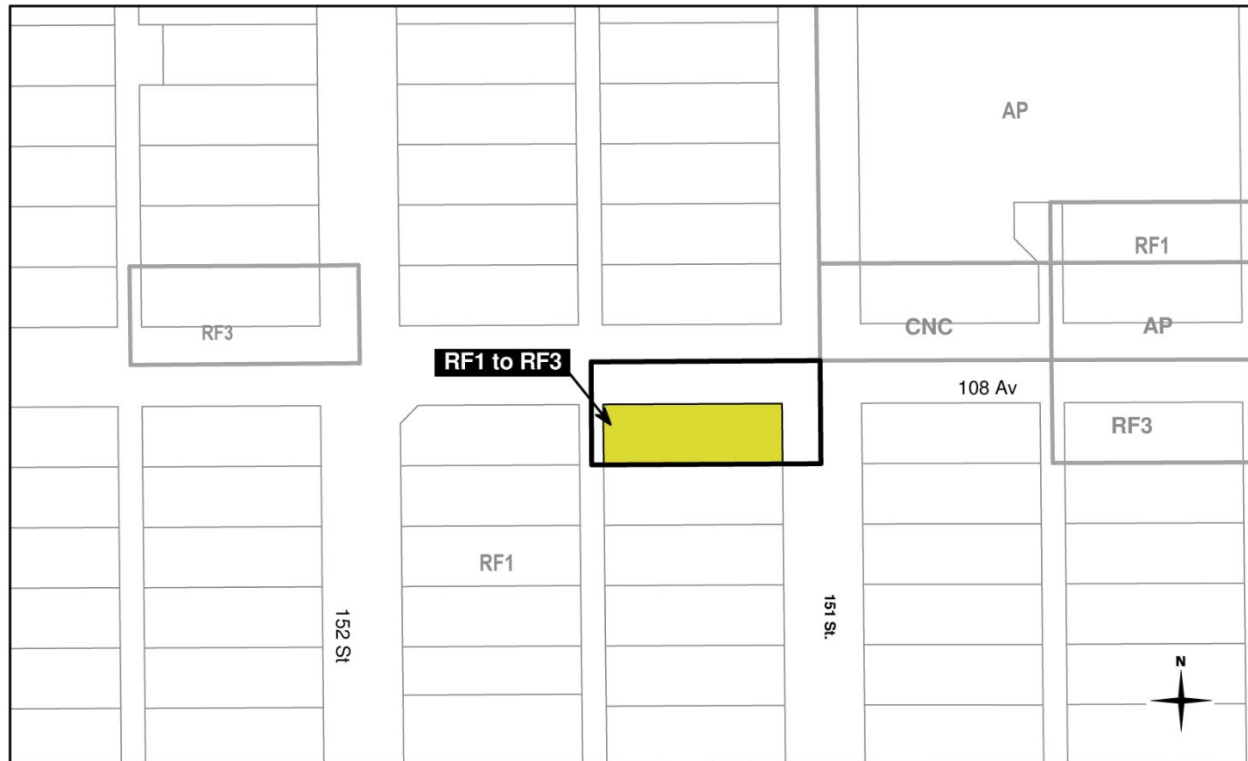 AP
RF1
RF3
CNC
AP
RF1 to RF3
108 Av
RF3
RF1
152 St
151 St.
N